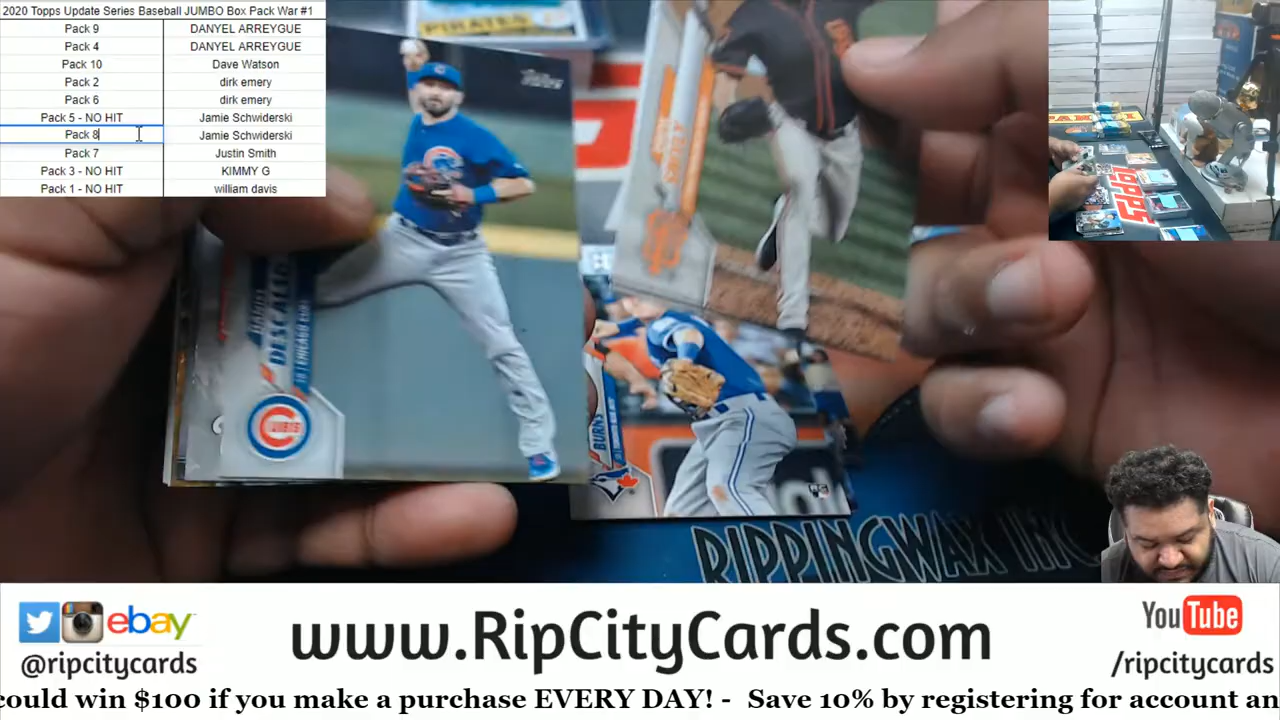 2020 Topps Update Series Baseball JUMBO Box Pack War #1
Pack 9 DANYEL ARREYGUE
Pack 4 DANYEL ARREYGUE
Pack 10 Dave Watson
Pack 2 dirk emery
Pack 6 dirk emery
Pack 5 - NO HIT Jamie Schwiderski
Pack 8 Jamie Schwiderski
Pack 7 Justin Smith
Pack 3 - NO HIT KIMMY G
Pack 1 - NO HIT william davis
PIRATES
Topps
DESCALSO
CUBS
BURNS
TOPPS
RIPPINGWAX INC
ebay
@ripcitycards
www.RipCityCards.com
YouTube
/ripcitycards
could win $100 if you make a purchase EVERY DAY! - Save 10% by registering for account an